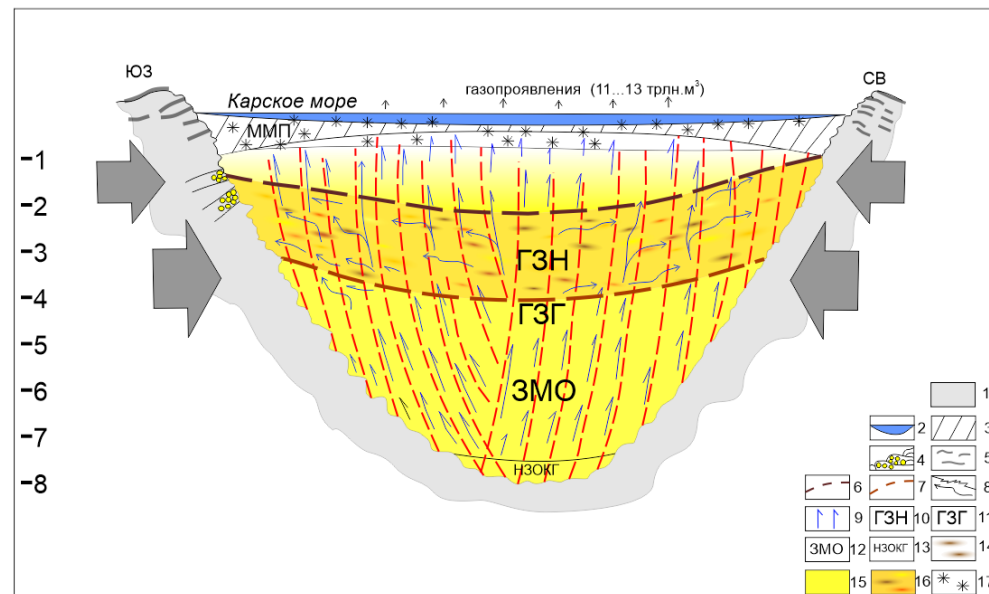 ЮЗ
СВ
газопроявления (11...13 трлн.м³)
Карское море
ММП
-1
-2
-3
-4
-5
-6
-7
-8
ГЗН
ГЗГ
ЗМО
НЗОКГ
1
2
3
4
5
6
7
8
9
ГЗН 10
ГЗГ 11
ЗМО 12
НЗОКГ 13
14
15
16
17